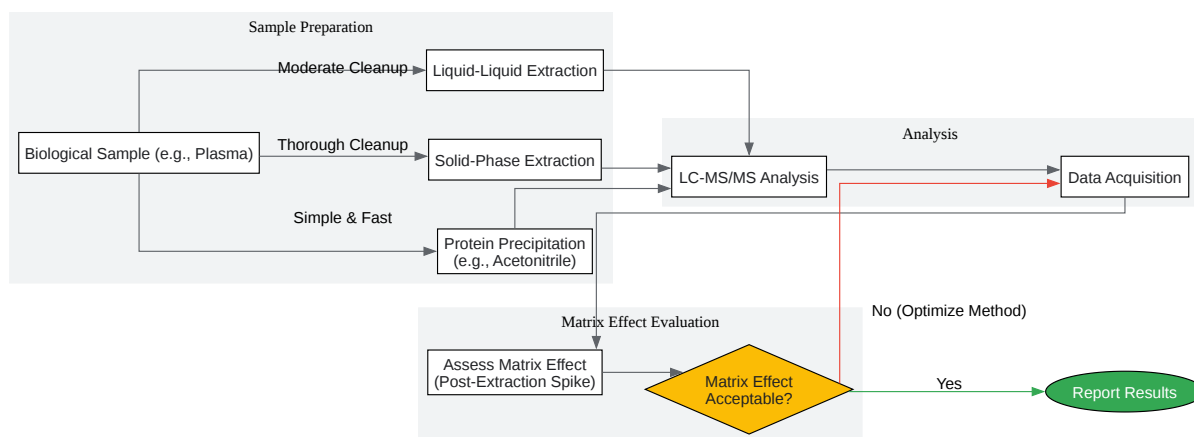 Sample Preparation
Moderate Cleanup
Liquid-Liquid Extraction
Biological Sample (e.g., Plasma)
Thorough Cleanup
Solid-Phase Extraction
Simple & Fast
Protein Precipitation
(e.g., Acetonitrile)
Analysis
LC-MS/MS Analysis
Data Acquisition
Matrix Effect Evaluation
Assess Matrix Effect
(Post-Extraction Spike)
Matrix Effect
Acceptable?
No (Optimize Method)
Yes
Report Results